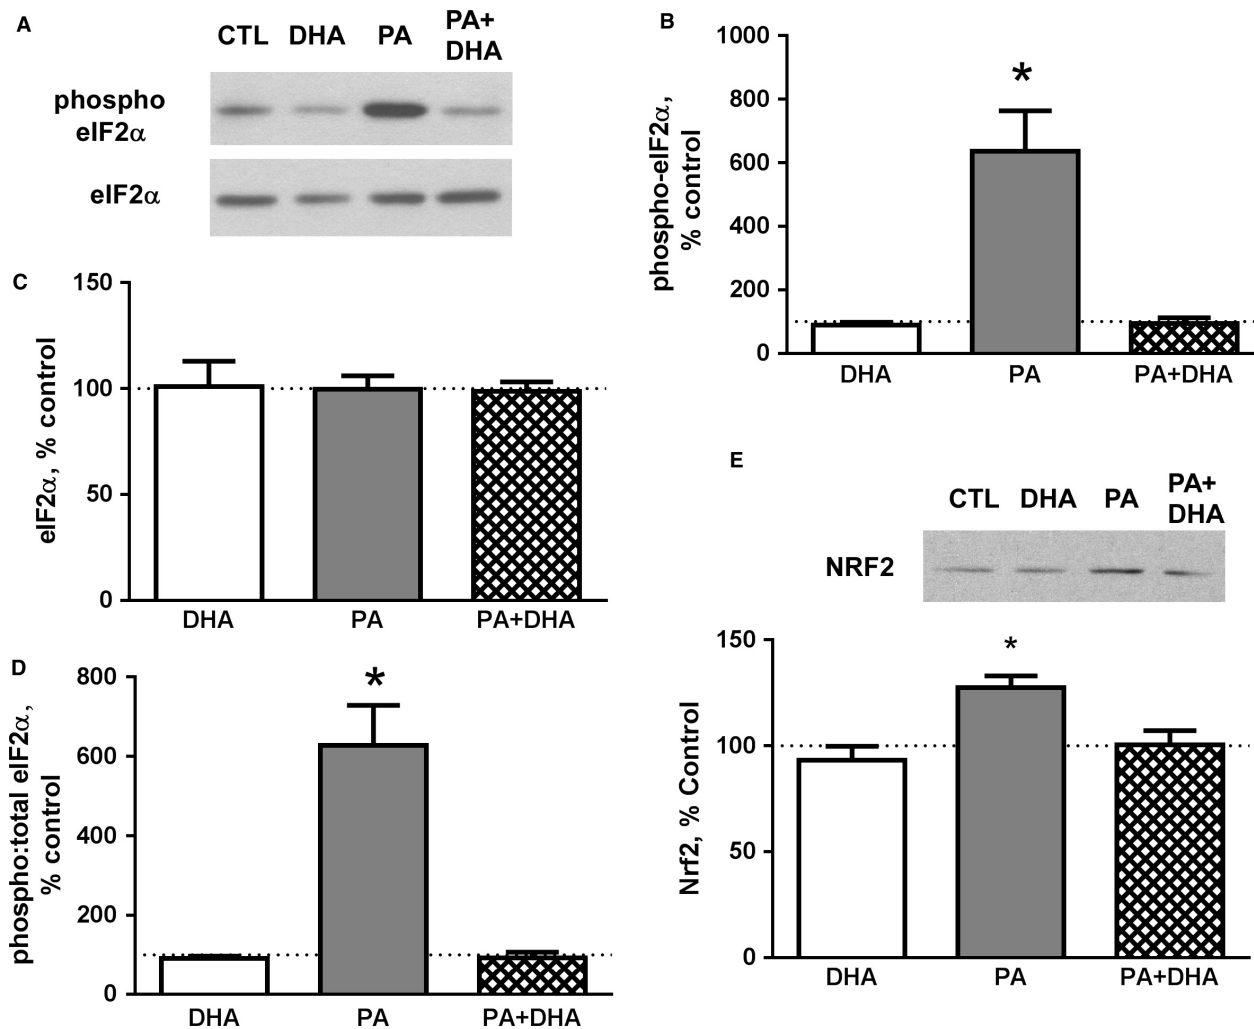 A
CTL DHA PA PA+
DHA
phospho
eIF2α
eIF2α
B
phospho-eIF2α,
% control
1000
800
600
400
200
0
*
DHA PA PA+DHA
C
eIF2α, % control
150
100
50
0
DHA PA PA+DHA
D
phospho:total eIF2α,
% control
800
600
400
200
0
*
DHA PA PA+DHA
E
CTL DHA PA PA+
DHA
NRF2
Nrf2, % Control
150
100
50
0
*
DHA PA PA+DHA